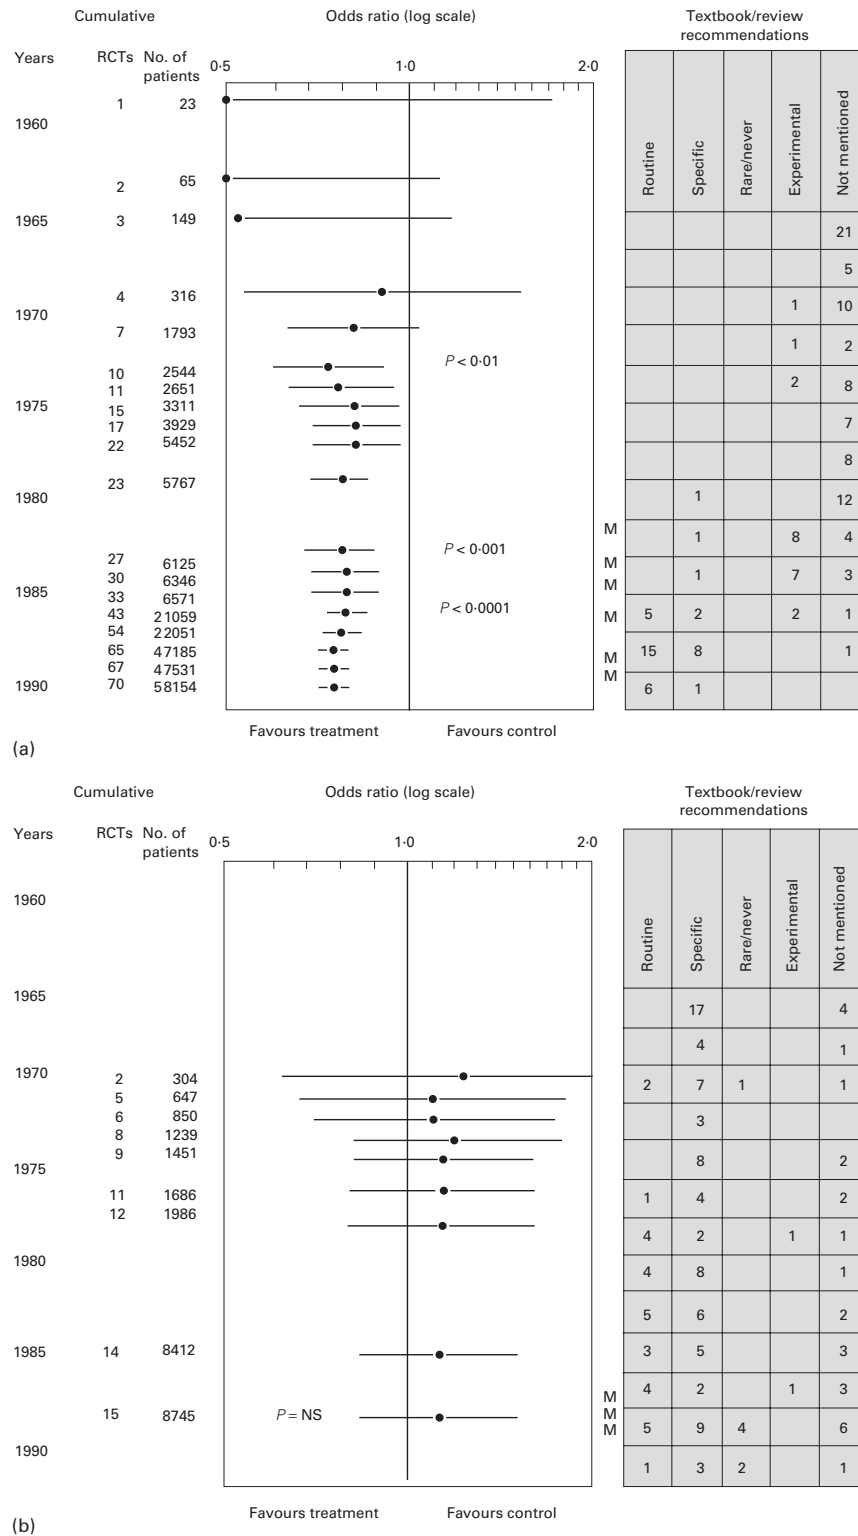 Cumulative Odds ratio (log scale) Textbook/review
recommendations
Years RCTs No. of
patients
0·5 1·0 2·0
Routine Specific Rare/never Experimental Not mentioned
1 23
1960
2 65
1965 3 149
21
5
4 316
1 10
1970
7 1793
1 2
P < 0·01
10 2544
2 8
11 2651
1975
15 3311
17 3929
7
22 5452
8
23 5767
1980
1 12
M
1 8 4
P < 0·001
27 6125
M
30 6346
1 7 3
M
1985
33 6571
43 21059
P < 0·0001
M
5 2 2 1
54 22051
65 47185
15 8 1
M
67 47531
M
1990 70 58154
6 1
Favours treatment Favours control
(a)
Cumulative Odds ratio (log scale) Textbook/review
recommendations
Years RCTs No. of
patients
0·5 1·0 2·0
Routine Specific Rare/never Experimental Not mentioned
1960
1965
17 4
4 1
1970
2 304
2 7 1 1
5 647
6 850
3
8 1239
9 1451
8 2
1975
11 1686
1 4 2
12 1986
4 2 1 1
1980
4 8 1
5 6 2
1985 14 8412
3 5 3
4 2 1 3
M
15 8745
P = NS
M
M
5 9 4 6
1990
1 3 2 1
Favours treatment Favours control
(b)